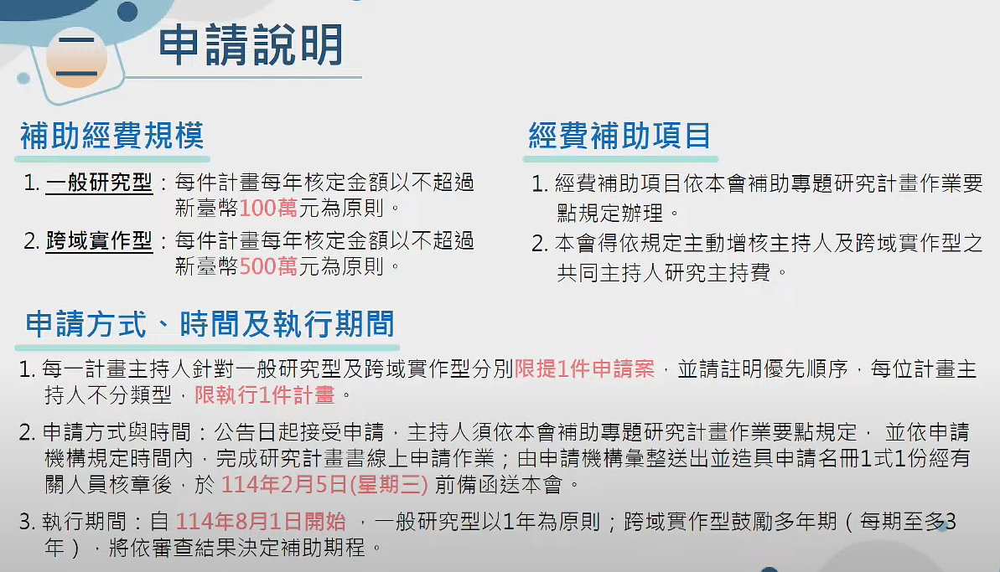 二
申請說明
補助經費規模
1. 一般研究型：每件計畫每年核定金額以不超過
新臺幣100萬元為原則。
2. 跨域實作型：每件計畫每年核定金額以不超過
新臺幣500萬元為原則。
經費補助項目
1. 經費補助項目依本會補助專題研究計畫作業要
點規定辦理。
2. 本會得依規定主動增核主持人及跨域實作型之
共同主持人研究主持費。
申請方式、時間及執行期間
1. 每一計畫主持人針對一般研究型及跨域實作型分別限提1件申請案，並請註明優先順序，每位計畫主
持人不分類型，限執行1件計畫。
2. 申請方式與時間：公告日起接受申請，主持人須依本會補助專題研究計畫作業要點規定， 並依申請
機構規定時間內，完成研究計畫書線上申請作業；由申請機構彙整送出並造具申請名冊1式1份經有
關人員核章後，於 114年2月5日(星期三) 前備函送本會。
3. 執行期間：自 114年8月1日開始 ，一般研究型以1年為原則；跨域實作型鼓勵多年期（每期至多3
年），將依審查結果決定補助期程。